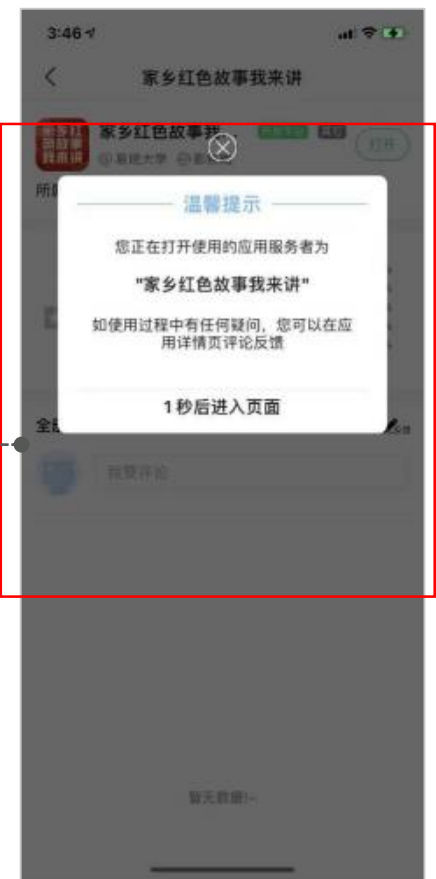 3:46
家乡红色故事我来讲
家乡红色故事我...
打开
温馨提示
您正在打开使用的应用服务者为
"家乡红色故事我来讲"
如使用过程中有任何疑问，您可以在应
用详情页评论反馈
1秒后进入页面
我要评论
暂无数据!~